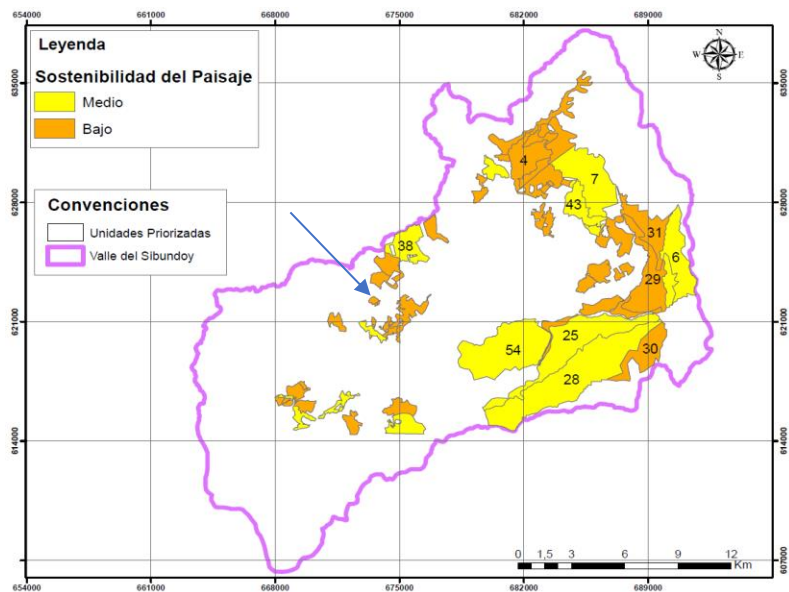 654000 661000 668000 675000 682000 689000
Leyenda
Sostenibilidad del Paisaje
Medio
Bajo
Convenciones
Unidades Priorizadas
Valle del Sibundoy
N
W E
S
635000 635000
628000 628000
621000 621000
614000 614000
607000
4
7
43
38
31
6
29
25
54
30
28
0 1,5 3 6 9 12
Km
654000 661000 668000 675000 682000 689000